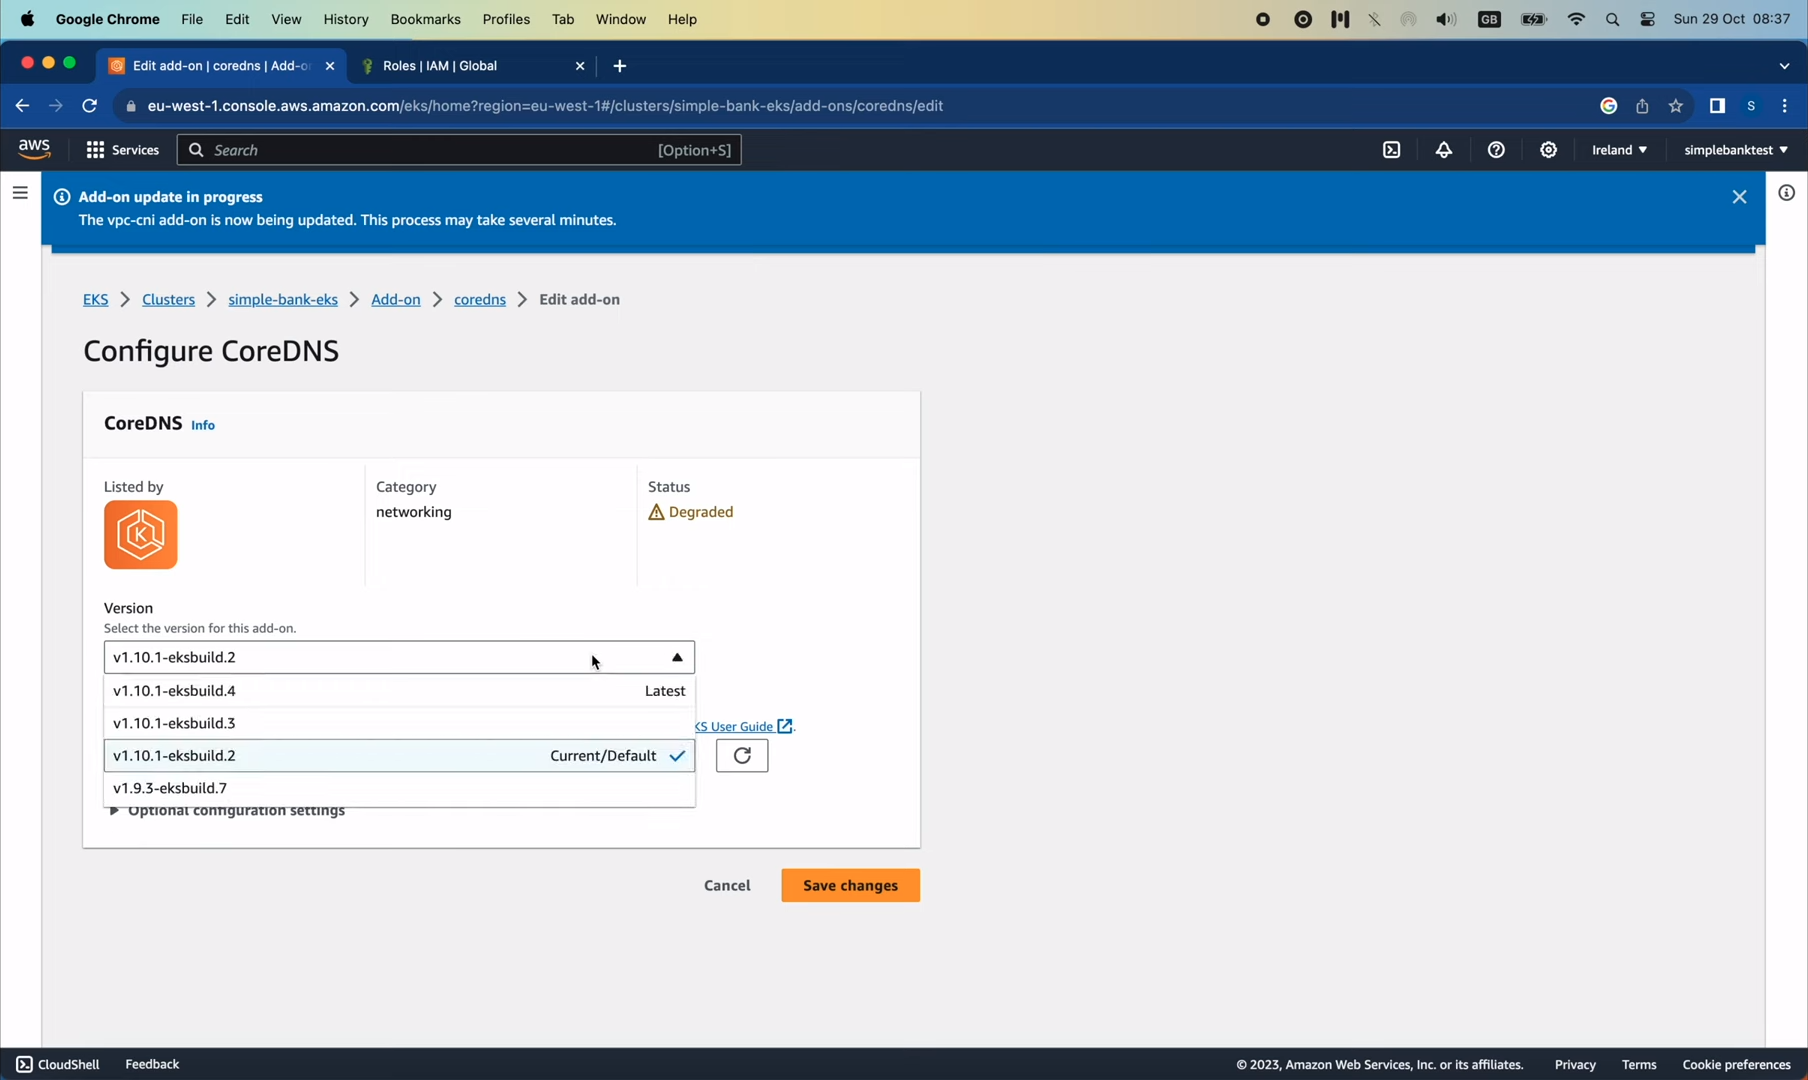 Google Chrome File Edit View History Bookmarks Profiles Tab Window Help GB Sun 29 Oct 08:37
Edit add-on | coredns | Add-o Roles | IAM | Global
eu-west-1.console.aws.amazon.com/eks/home?region=eu-west-1#/clusters/simple-bank-eks/add-ons/coredns/edit S
aws Services Search [Option+S] Ireland simplebanktest
Add-on update in progress
The vpc-cni add-on is now being updated. This process may take several minutes.
EKS Clusters simple-bank-eks Add-on coredns Edit add-on
Configure CoreDNS
CoreDNS Info
Listed by Category Status
networking Degraded
K
Version
Select the version for this add-on.
v1.10.1-eksbuild.2
v1.10.1-eksbuild.4 Latest
v1.10.1-eksbuild.3
KS User Guide
v1.10.1-eksbuild.2 Current/Default
v1.9.3-eksbuild.7
Optional configuration settings
Cancel Save changes
CloudShell Feedback © 2023, Amazon Web Services, Inc. or its affiliates. Privacy Terms Cookie preferences